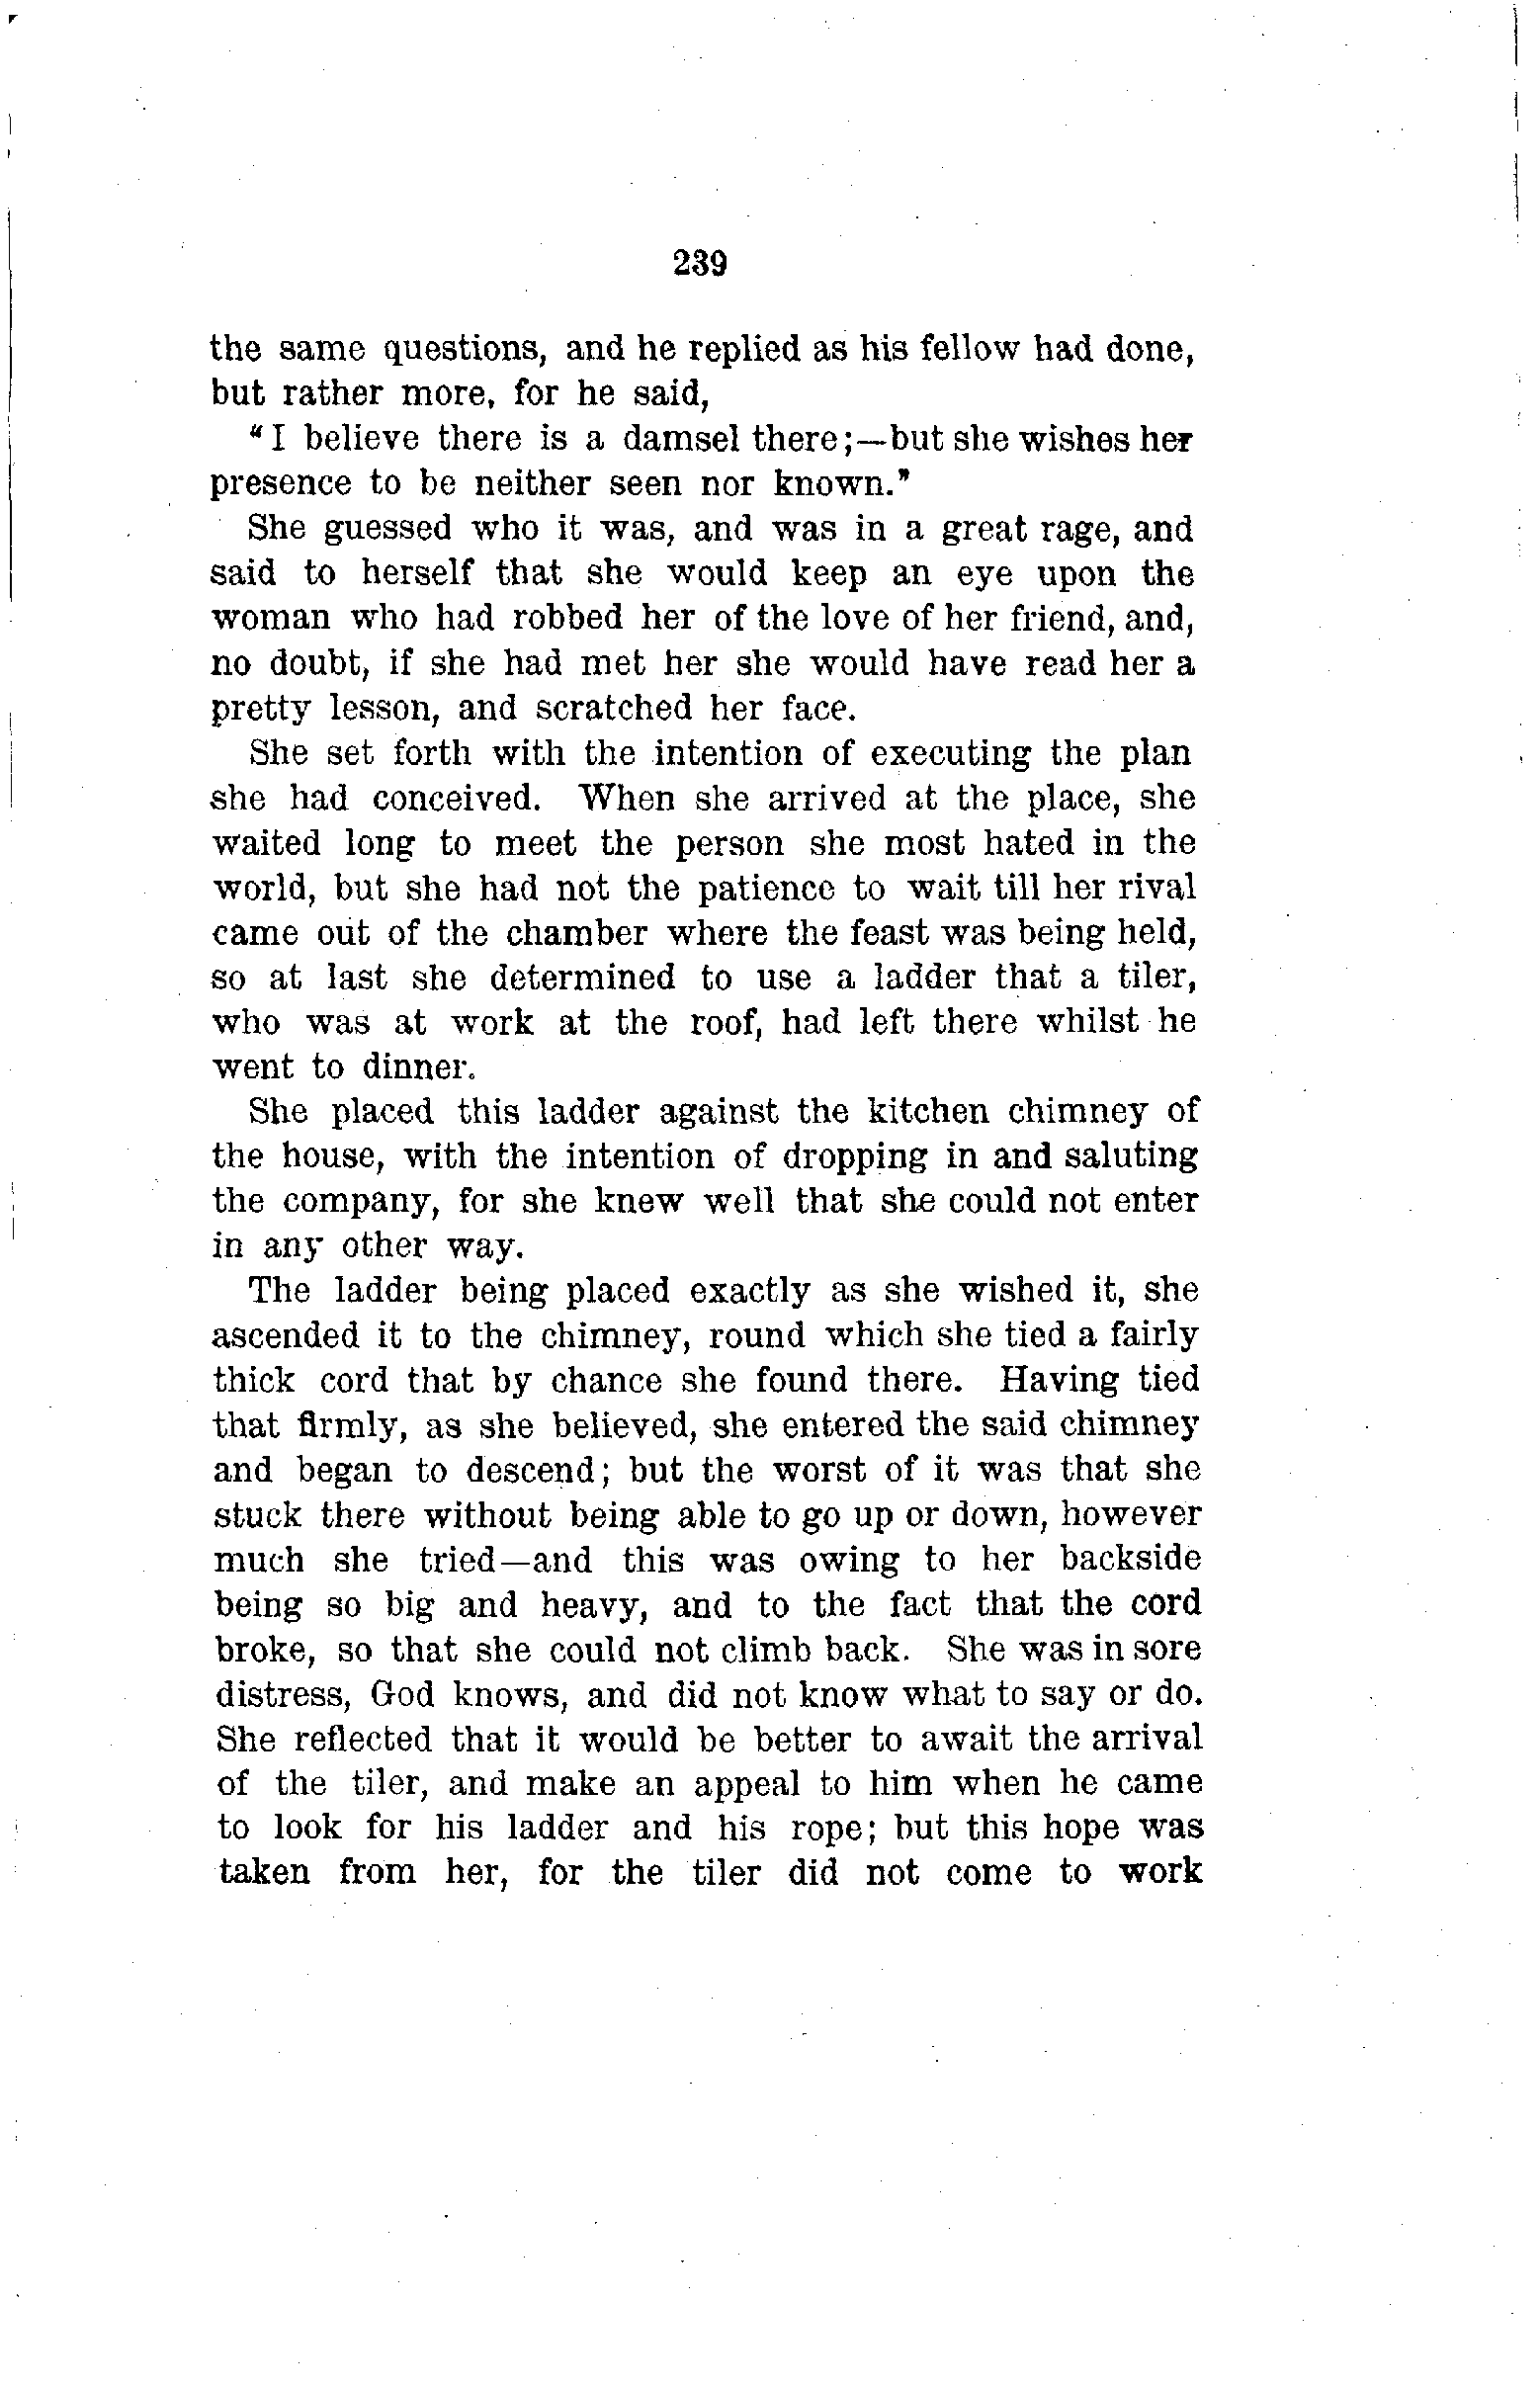 239
the same questions, and he replied as his fellow had done,
but rather more, for he said,
"I believe there is a damsel there;—but she wishes her
presence to be neither seen nor known."
She guessed who it was, and was in a great rage, and
said to herself that she would keep an eye upon the
woman who had robbed her of the love of her friend, and,
no doubt, if she had met her she would have read her a
pretty lesson, and scratched her face.
She set forth with the intention of executing the plan
she had conceived. When she arrived at the place, she
waited long to meet the person she most hated in the
world, but she had not the patience to wait till her rival
came out of the chamber where the feast was being held,
so at last she determined to use a ladder that a tiler,
who was at work at the roof, had left there whilst he
went to dinner.
She placed this ladder against the kitchen chimney of
the house, with the intention of dropping in and saluting
the company, for she knew well that she could not enter
in any other way.
The ladder being placed exactly as she wished it, she
ascended it to the chimney, round which she tied a fairly
thick cord that by chance she found there. Having tied
that firmly, as she believed, she entered the said chimney
and began to descend; but the worst of it was that she
stuck there without being able to go up or down, however
much she tried—and this was owing to her backside
being so big and heavy, and to the fact that the cord
broke, so that she could not climb back. She was in sore
distress, God knows, and did not know what to say or do.
She reflected that it would be better to await the arrival
of the tiler, and make an appeal to him when he came
to look for his ladder and his rope; but this hope was
taken from her, for the tiler did not come to work